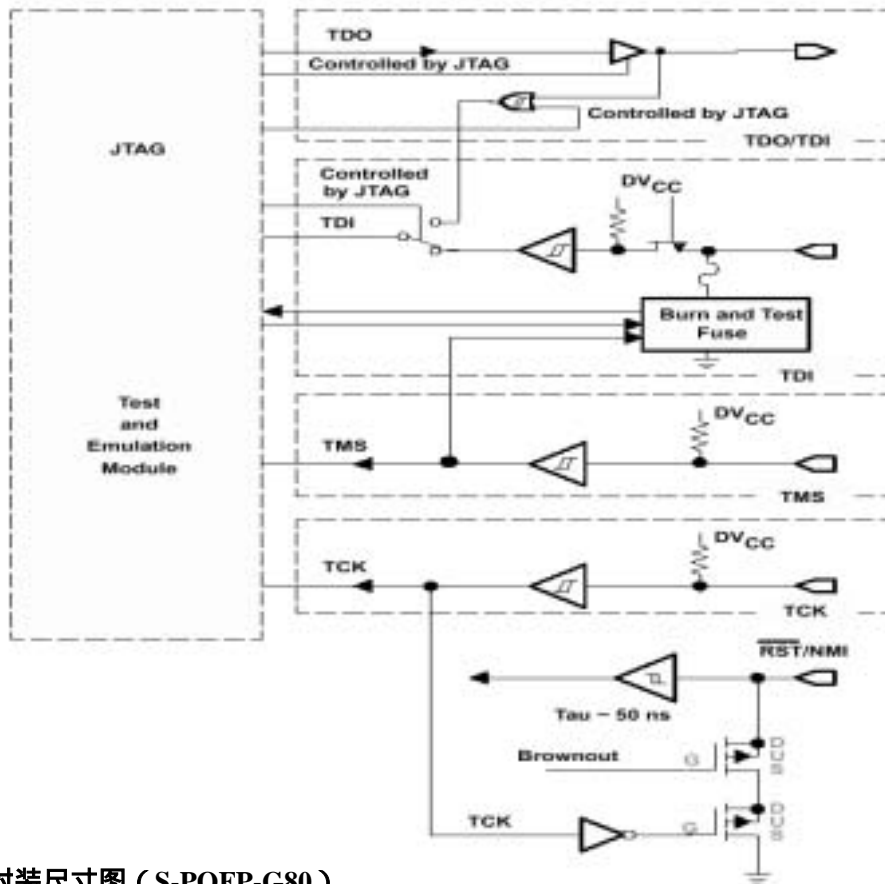 TDO
Controlled by JTAG
Controlled by JTAG
TDO/TDI
JTAG
Controlled
by JTAG
TDI
DVCC
Burn and Test
Fuse
TDI
Test
and
Emulation
Module
TMS
DVCC
TMS
TCK
DVCC
TCK
RST/NMI
Tau ~ 50 ns
Brownout
G
D
U
S
TCK
G
D
U
S
封装尺寸图（S-PQFP-G80）